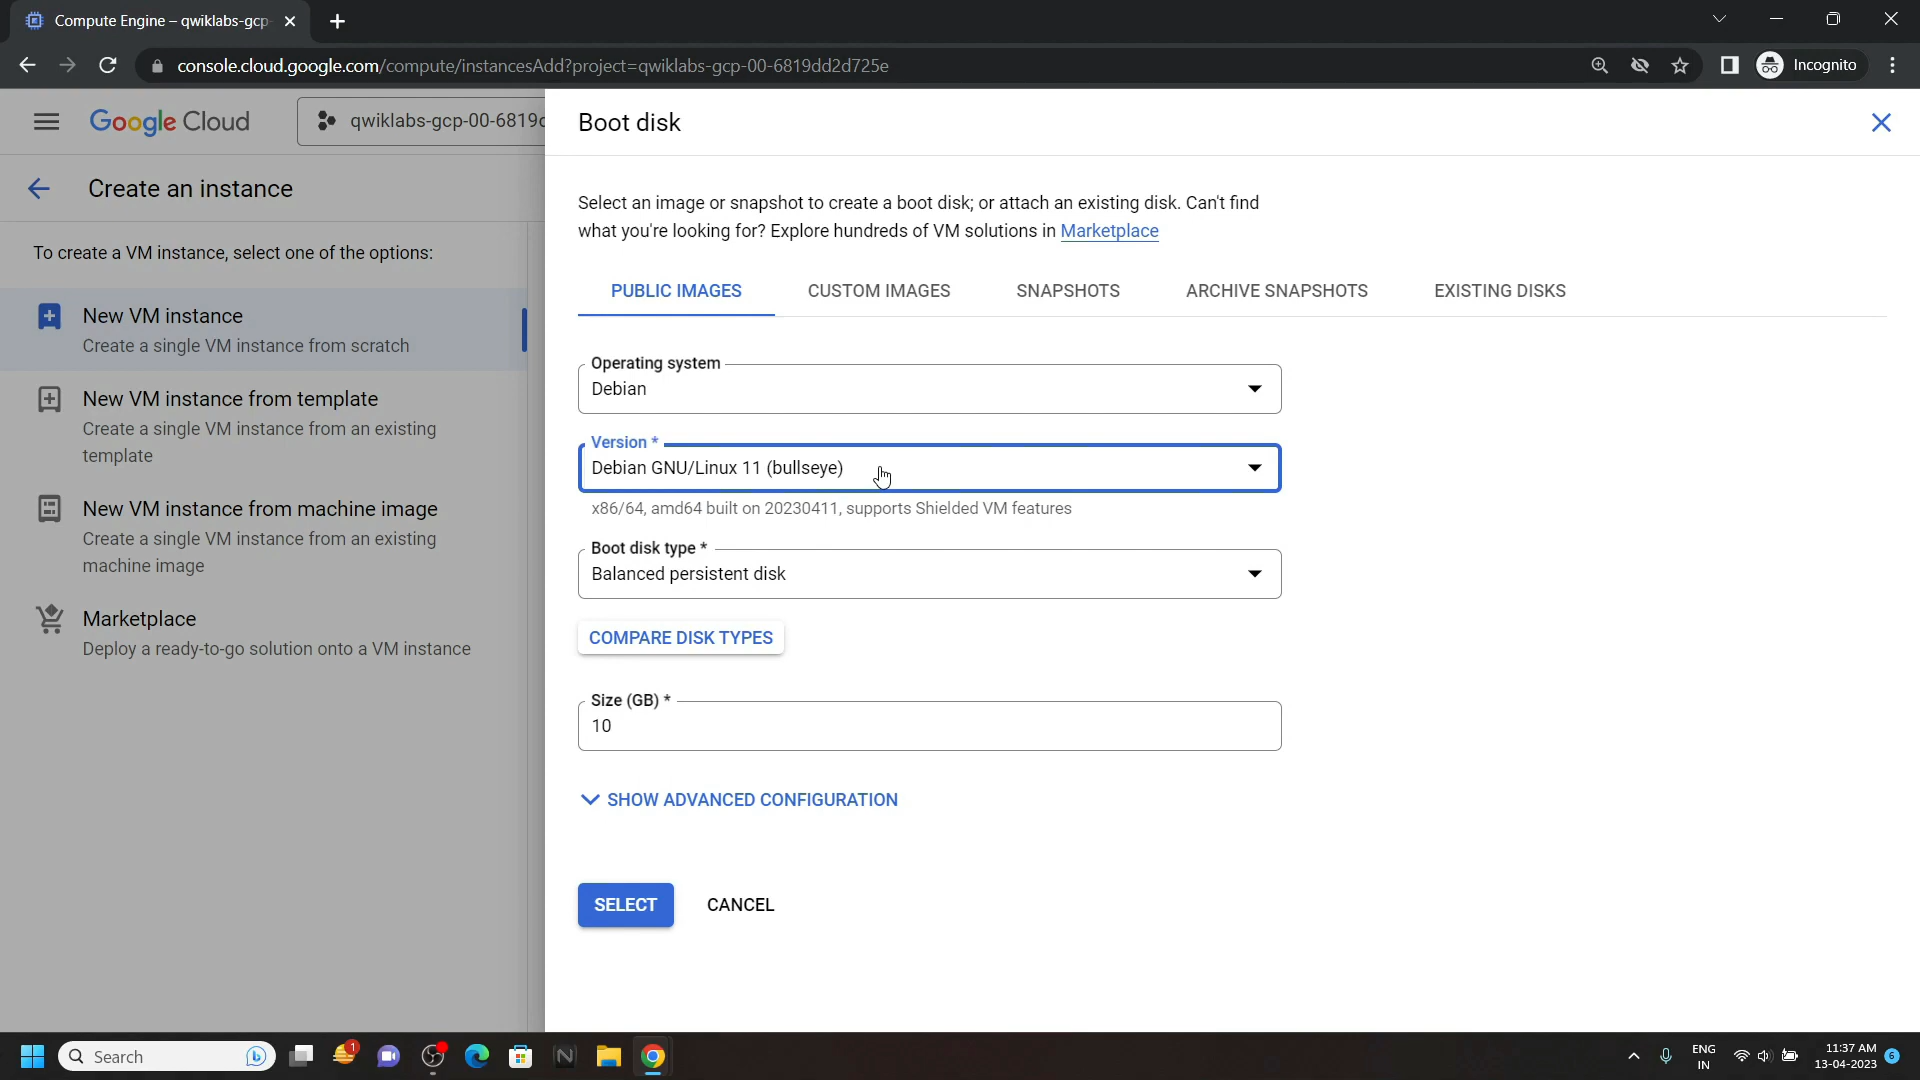 Compute Engine – qwiklabs-gcp-
console.cloud.google.com/compute/instancesAdd?project=qwiklabs-gcp-00-6819dd2d725e
Incognito
Google Cloud
qwiklabs-gcp-00-6819d
Create an instance
To create a VM instance, select one of the options:
New VM instance
Create a single VM instance from scratch
New VM instance from template
Create a single VM instance from an existing
template
New VM instance from machine image
Create a single VM instance from an existing
machine image
Marketplace
Deploy a ready-to-go solution onto a VM instance
Boot disk
Select an image or snapshot to create a boot disk; or attach an existing disk. Can't find
what you're looking for? Explore hundreds of VM solutions in Marketplace
PUBLIC IMAGES
CUSTOM IMAGES
SNAPSHOTS
ARCHIVE SNAPSHOTS
EXISTING DISKS
Operating system
Debian
Version *
Debian GNU/Linux 11 (bullseye)
x86/64, amd64 built on 20230411, supports Shielded VM features
Boot disk type *
Balanced persistent disk
COMPARE DISK TYPES
Size (GB) *
10
SHOW ADVANCED CONFIGURATION
SELECT
CANCEL
Search
1
ENG
IN
11:37 AM
13-04-2023
6